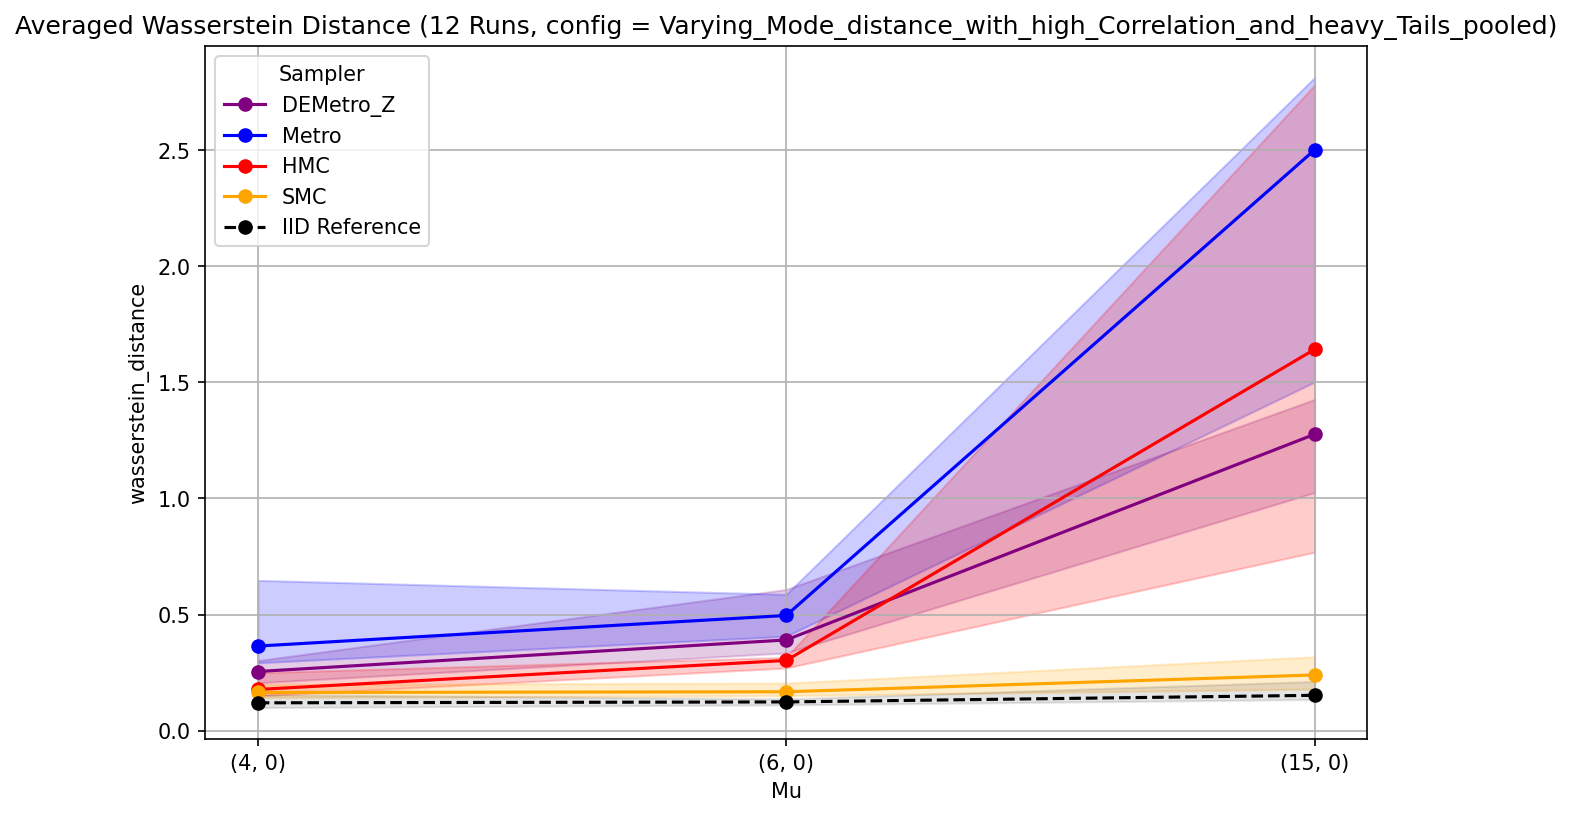 Averaged Wasserstein Distance (12 Runs, config = Varying_Mode_distance_with_high_Correlation_and_heavy_Tails_pooled)
Sampler
DEMetro_Z
Metro
HMC
SMC
IID Reference
wasserstein_distance
2.5
2.0
1.5
1.0
0.5
0.0
(4, 0)
(6, 0)
(15, 0)
Mu